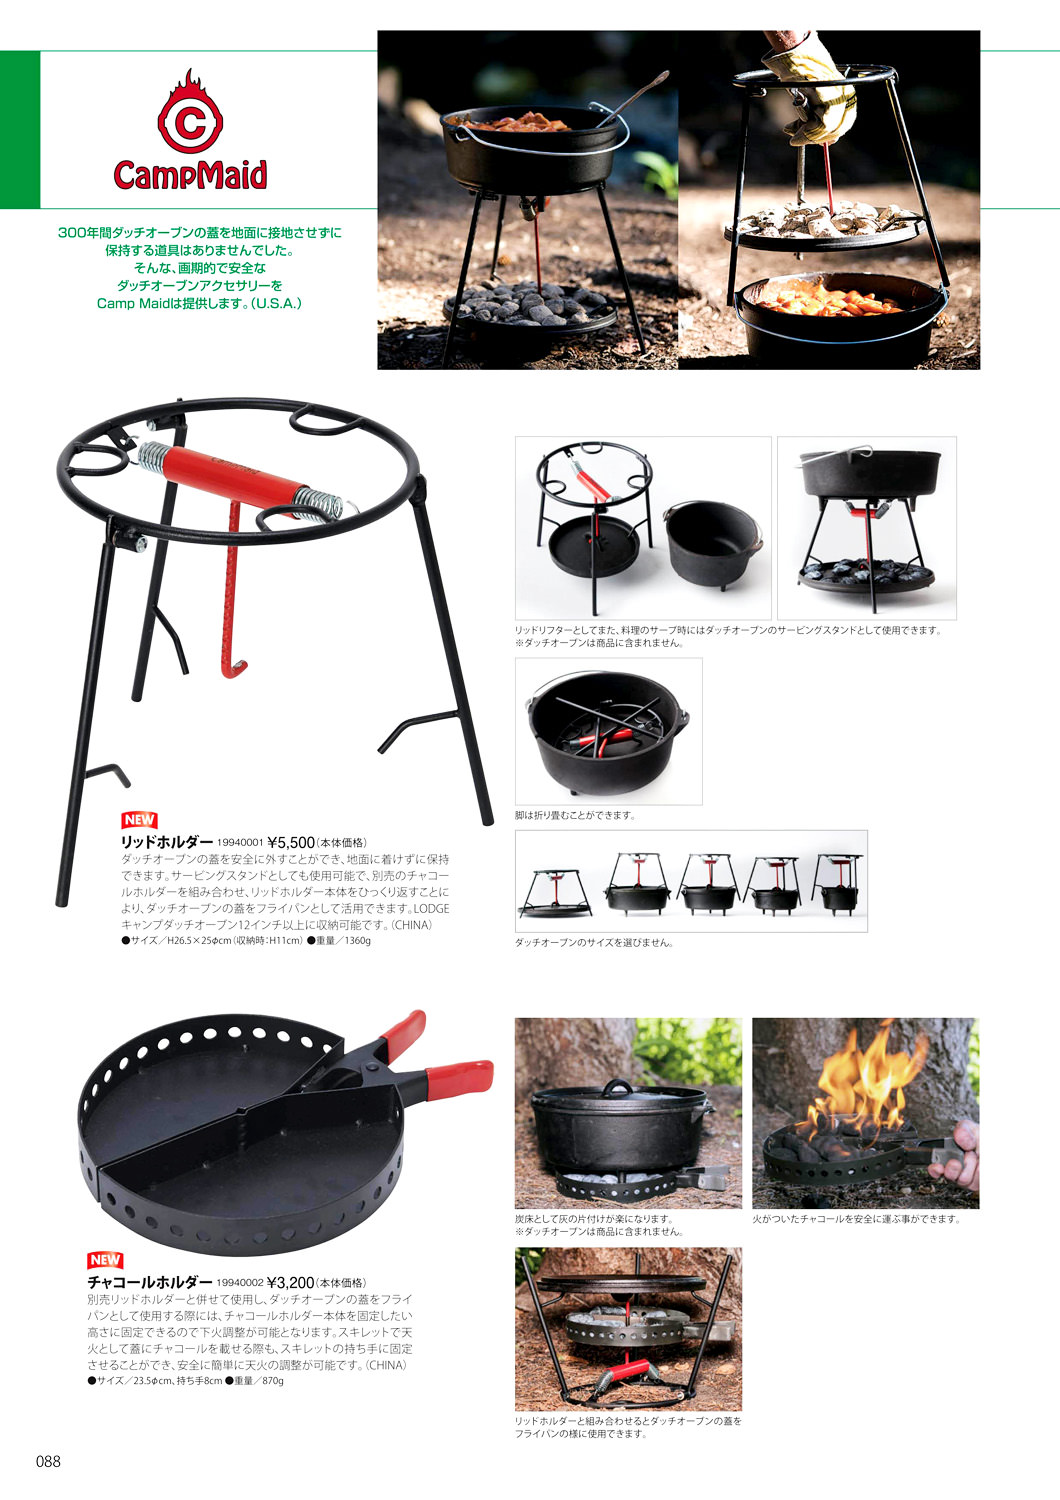 CampMaid
300年間ダッチオーブンの蓋を地面に接地させずに
保持する道具はありませんでした。
そんな、画期的で安全な
ダッチオーブンアクセサリーを
Camp Maidは提供します。(U.S.A.)
リッドリフターとしてまた、料理のサーブ時にはダッチオーブンのサービングスタンドとして使用できます。
※ダッチオーブンは商品に含まれません。
脚は折り畳むことができます。
NEW
リッドホルダー 19940001 ¥5,500(本体価格)
ダッチオーブンの蓋を安全に外すことができ、地面に着けずに保持
できます。サービングスタンドとしても使用可能で、別売のチャコー
ルホルダーを組み合わせ、リッドホルダー本体をひっくり返すことに
より、ダッチオーブンの蓋をフライパンとして活用できます。LODGE
キャンプダッチオーブン12インチ以上に収納可能です。(CHINA)
●サイズ／H26.5×25φcm(収納時:H11cm) ●重量／1360g
ダッチオーブンのサイズを選びません。
炭床として灰の片付けが楽になります。
※ダッチオーブンは商品に含まれません。
火がついたチャコールを安全に運ぶ事ができます。
NEW
チャコールホルダー 19940002 ¥3,200(本体価格)
別売リッドホルダーと併せて使用し、ダッチオーブンの蓋をフライ
パンとして使用する際には、チャコールホルダー本体を固定したい
高さに固定できるので下火調整が可能となります。スキレットで天
火として蓋にチャコールを載せる際も、スキレットの持ち手に固定
させることができ、安全に簡単に天火の調整が可能です。(CHINA)
●サイズ／23.5φcm、持ち手8cm ●重量／870g
リッドホルダーと組み合わせるとダッチオーブンの蓋を
フライパンの様に使用できます。
088